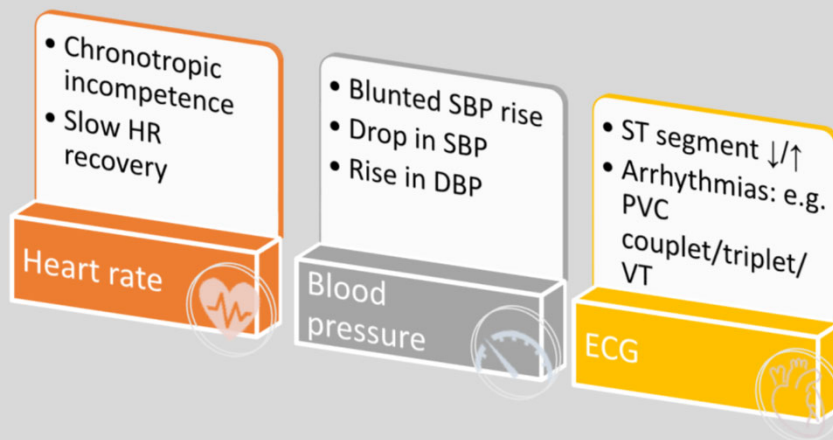 • Chronotropic
incompetence
• Slow HR
recovery
Heart rate
• Blunted SBP rise
• Drop in SBP
• Rise in DBP
Blood
pressure
• ST segment ↓/↑
• Arrhythmias: e.g.
PVC
couplet/triplet/
VT
ECG